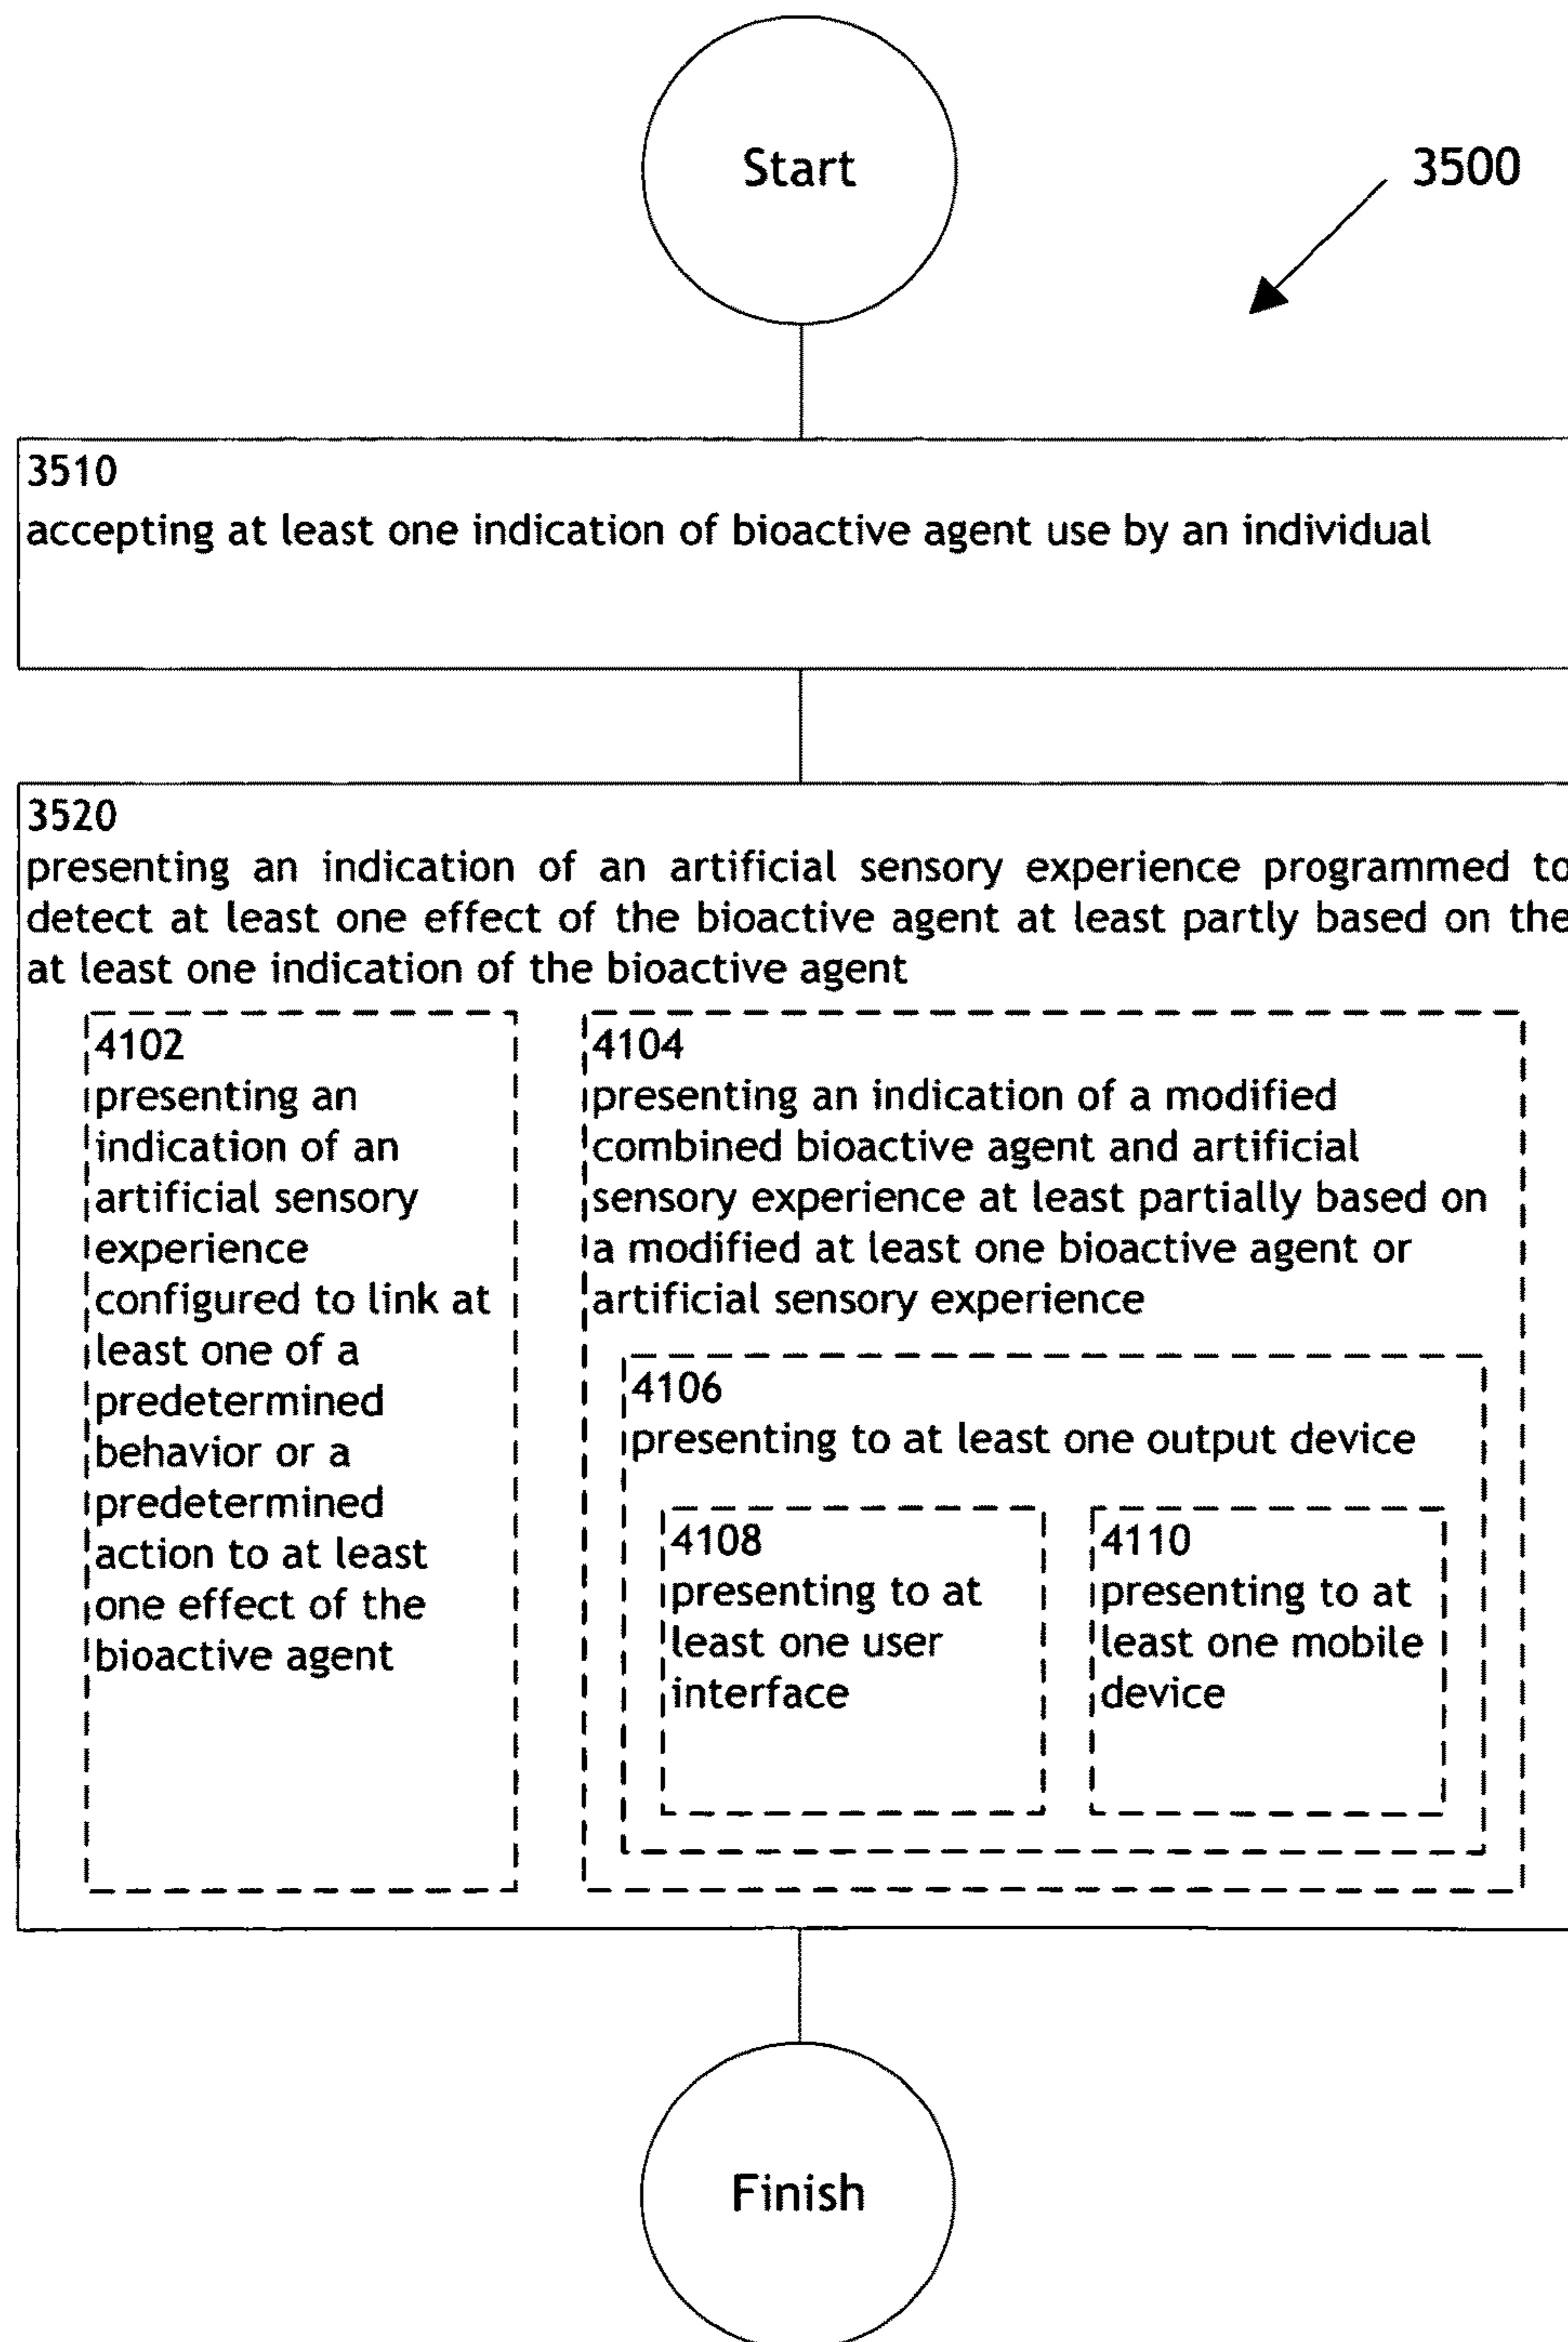 Start
3500
3510
accepting at least one indication of bioactive agent use by an individual
3520
presenting an indication of an artificial sensory experience programmed to
detect at least one effect of the bioactive agent at least partly based on the
at least one indication of the bioactive agent
4102
presenting an
indication of an
artificial sensory
experience
configured to link at
least one of a
predetermined
behavior or a
predetermined
action to at least
one effect of the
bioactive agent
4104
presenting an indication of a modified
combined bioactive agent and artificial
sensory experience at least partially based on
a modified at least one bioactive agent or
artificial sensory experience
4106
presenting to at least one output device
4108
presenting to at
least one user
interface
4110
presenting to at
least one mobile
device
Finish